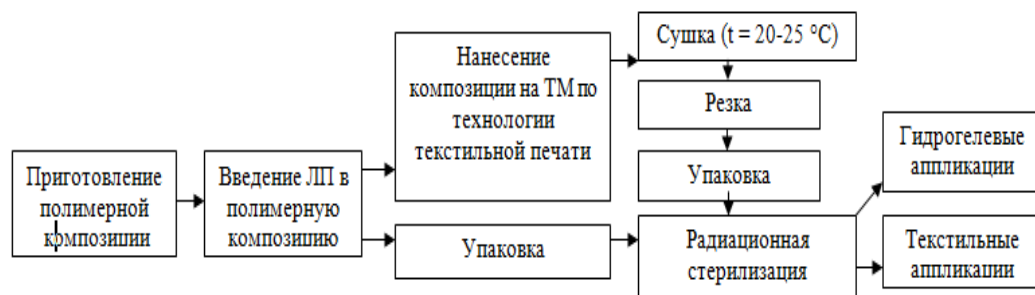 Приготовление
полимерной
композиции
Введение ЛП в
полимерную
композицию
Нанесение
композиции на ТМ по
технологии
текстильной печати
Упаковка
Сушка (t = 20-25 °C)
Резка
Упаковка
Радиационная
стерилизация
Гидрогелевые
аппликации
Текстильные
аппликации